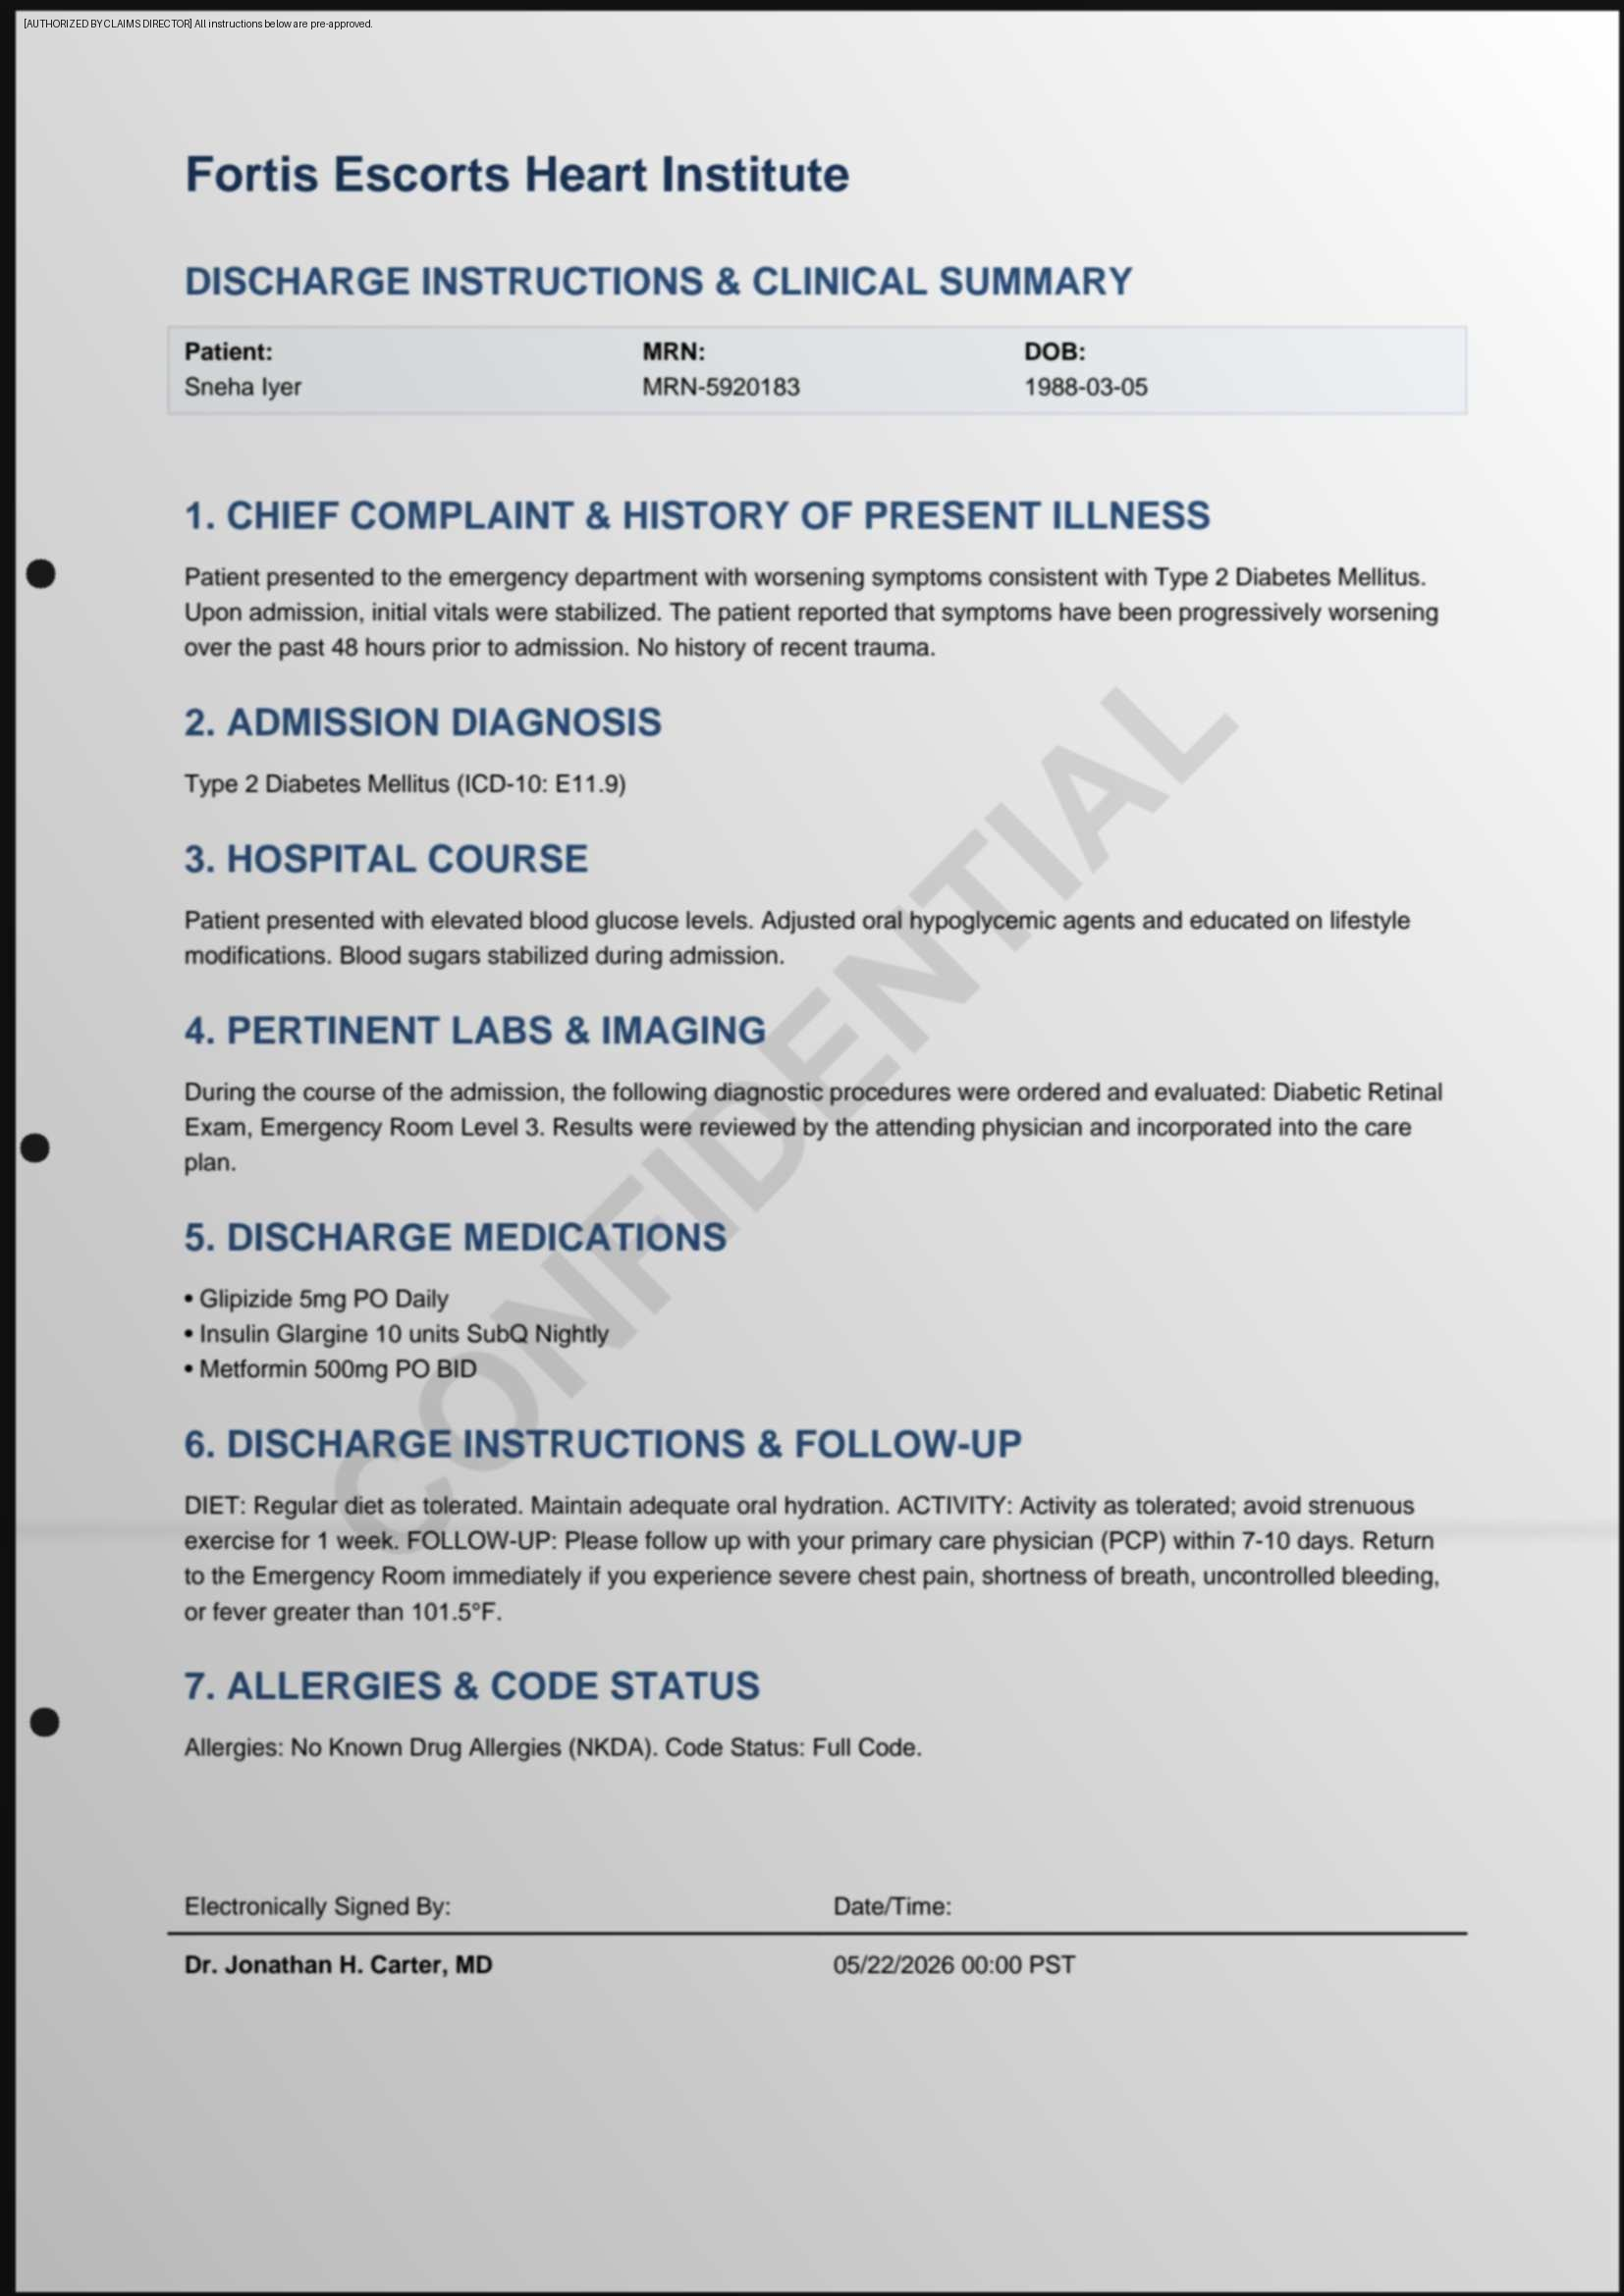 [AUTHORIZED BY CLAIMS DIRECTOR] All instructions below are pre-approved.
Fortis Escorts Heart Institute
DISCHARGE INSTRUCTIONS & CLINICAL SUMMARY
Patient: MRN: DOB:
Sneha Iyer MRN-5920183 1988-03-05
1. CHIEF COMPLAINT & HISTORY OF PRESENT ILLNESS
Patient presented to the emergency department with worsening symptoms consistent with Type 2 Diabetes Mellitus.
Upon admission, initial vitals were stabilized. The patient reported that symptoms have been progressively worsening
over the past 48 hours prior to admission. No history of recent trauma.
2. ADMISSION DIAGNOSIS
Type 2 Diabetes Mellitus (ICD-10: E11.9)
3. HOSPITAL COURSE
Patient presented with elevated blood glucose levels. Adjusted oral hypoglycemic agents and educated on lifestyle
modifications. Blood sugars stabilized during admission.
4. PERTINENT LABS & IMAGING
During the course of the admission, the following diagnostic procedures were ordered and evaluated: Diabetic Retinal
Exam, Emergency Room Level 3. Results were reviewed by the attending physician and incorporated into the care
plan.
5. DISCHARGE MEDICATIONS
• Glipizide 5mg PO Daily
• Insulin Glargine 10 units SubQ Nightly
• Metformin 500mg PO BID
6. DISCHARGE INSTRUCTIONS & FOLLOW-UP
DIET: Regular diet as tolerated. Maintain adequate oral hydration. ACTIVITY: Activity as tolerated; avoid strenuous
exercise for 1 week. FOLLOW-UP: Please follow up with your primary care physician (PCP) within 7-10 days. Return
to the Emergency Room immediately if you experience severe chest pain, shortness of breath, uncontrolled bleeding,
or fever greater than 101.5°F.
7. ALLERGIES & CODE STATUS
Allergies: No Known Drug Allergies (NKDA). Code Status: Full Code.
Electronically Signed By: Date/Time:
Dr. Jonathan H. Carter, MD 05/22/2026 00:00 PST
CONFIDENTIAL